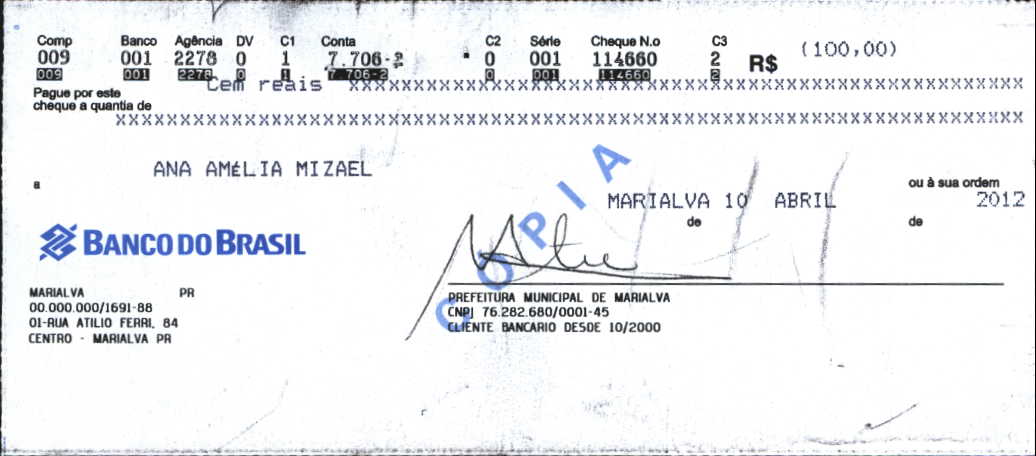 Comp Banco Agência DV C1 Conta C2 Série Cheque N.o C3
009 001 2278 0 1 7.706-2 0 001 114660 2 R$ (100,00)
009 001 2278 0 1 7.706-2 0 001 114660 2
Cem reais XXXXXXXXXXXXXXXXXXXXXXXXXXXXXXXXXXXXXXXXXXXXXXXXXXXXXXXX
Pague por este
cheque a quantia de
XXXXXXXXXXXXXXXXXXXXXXXXXXXXXXXXXXXXXXXXXXXXXXXXXXXXXXXXXXXXXXXXXXXXXXXXXXX
ANA AMÉLIA MIZAEL
a ou à sua ordem
MARIALVA 10 ABRIL 2012
de de
COPIA
BANCO DO BRASIL
MARIALVA PR
00.000.000/1691-88
01-RUA ATILIO FERRI, 84
CENTRO - MARIALVA PR
PREFEITURA MUNICIPAL DE MARIALVA
CNPJ 76.282.680/0001-45
CLIENTE BANCARIO DESDE 10/2000